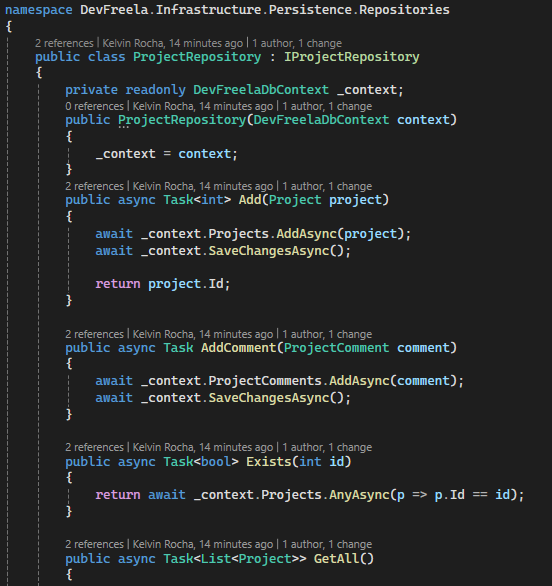 namespace DevFreela.Infrastructure.Persistence.Repositories
{
2 references | Kelvin Rocha, 14 minutes ago | 1 author, 1 change
public class ProjectRepository : IProjectRepository
{
private readonly DevFreelaDbContext _context;
0 references | Kelvin Rocha, 14 minutes ago | 1 author, 1 change
public ProjectRepository(DevFreelaDbContext context)
{
_context = context;
}
2 references | Kelvin Rocha, 14 minutes ago | 1 author, 1 change
public async Task<int> Add(Project project)
{
await _context.Projects.AddAsync(project);
await _context.SaveChangesAsync();
return project.Id;
}
2 references | Kelvin Rocha, 14 minutes ago | 1 author, 1 change
public async Task AddComment(ProjectComment comment)
{
await _context.ProjectComments.AddAsync(comment);
await _context.SaveChangesAsync();
}
2 references | Kelvin Rocha, 14 minutes ago | 1 author, 1 change
public async Task<bool> Exists(int id)
{
return await _context.Projects.AnyAsync(p => p.Id == id);
}
2 references | Kelvin Rocha, 14 minutes ago | 1 author, 1 change
public async Task<List<Project>> GetAll()
{